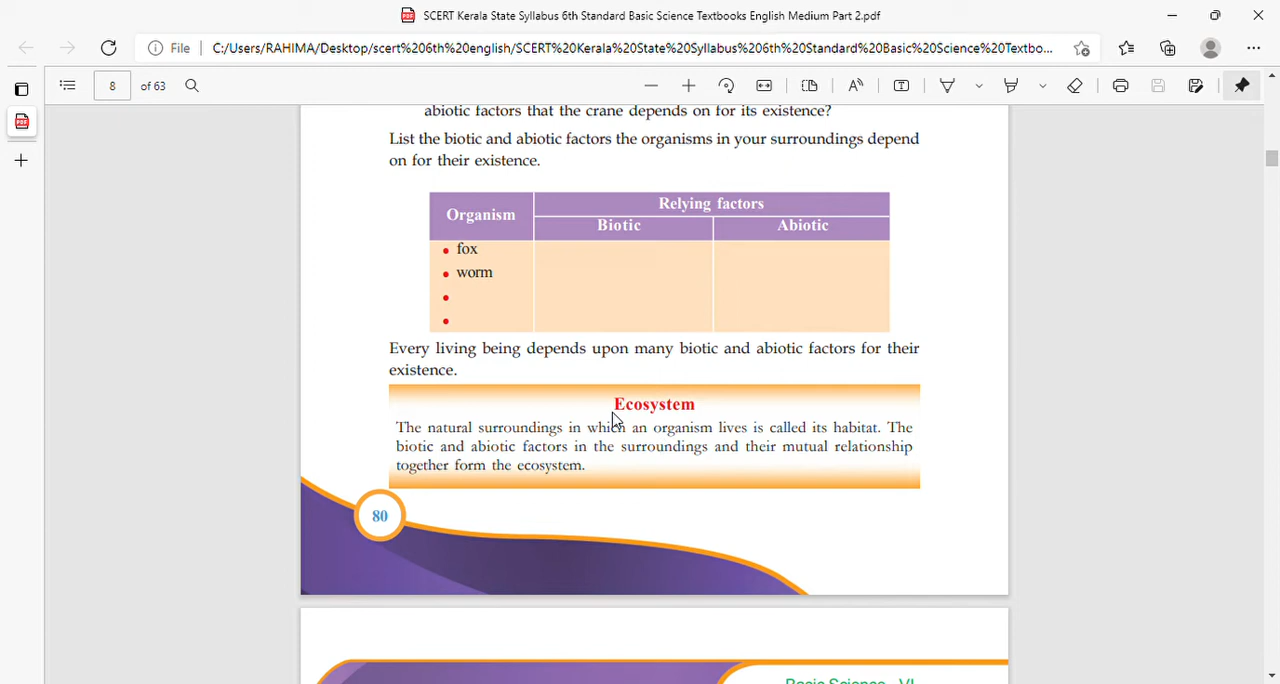 SCERT Kerala State Syllabus 6th Standard Basic Science Textbooks English Medium Part 2.pdf
File | C:/Users/RAHIMA/Desktop/scert%206th%20english/SCERT%20Kerala%20State%20Syllabus%206th%20Standard%20Basic%20Science%20Textbo...
8 of 63
abiotic factors that the crane depends on for its existence?
List the biotic and abiotic factors the organisms in your surroundings depend
on for their existence.
Organism
Relying factors
Biotic Abiotic
• fox
• worm
•
•
Every living being depends upon many biotic and abiotic factors for their
existence.
Ecosystem
The natural surroundings in which an organism lives is called its habitat. The
biotic and abiotic factors in the surroundings and their mutual relationship
together form the ecosystem.
80
Basic Science - VI